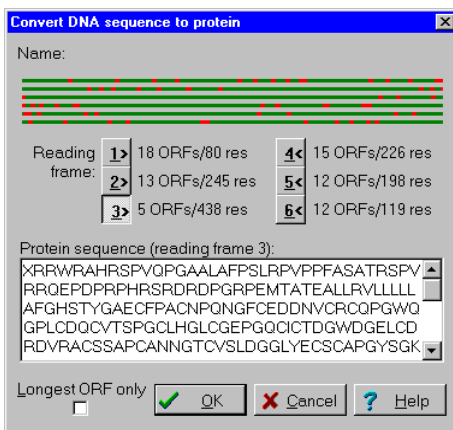 Convert DNA sequence to protein
Name:
Reading frame:
1> 18 ORFs/80 res
2> 13 ORFs/245 res
3> 5 ORFs/438 res
4< 15 ORFs/226 res
5< 12 ORFs/198 res
6< 12 ORFs/119 res
Protein sequence (reading frame 3):
XRRWRAHRSPVQPGAALAFPSLRPVPPFASATRSPV
RRQEPDPRPHRSRDRDPGRPEMTATEALLRVLLLLL
AFGHSTYGAECFPACNPQNGFCEDDNVCRCQPGWQ
GPLCDQCVTSPGCLHGLCGEPGQCICTDGWDGELCD
RDVRACSSAPCANNGTCVSLDGGLYECSCAPGYSGK
Longest ORF only
OK
Cancel
Help